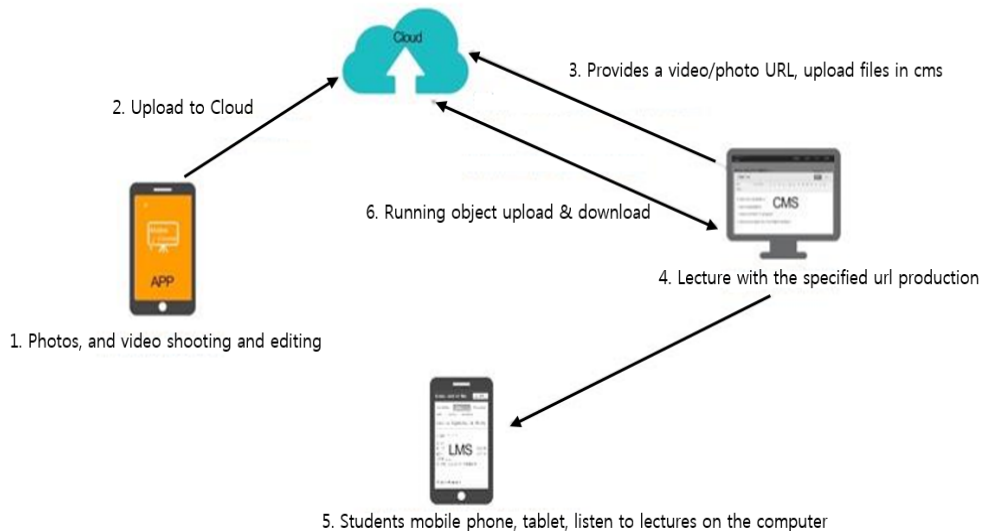 Cloud
3. Provides a video/photo URL, upload files in cms
2. Upload to Cloud
CMS
6. Running object upload & download
APP
4. Lecture with the specified url production
1. Photos, and video shooting and editing
LMS
5. Students mobile phone, tablet, listen to lectures on the computer